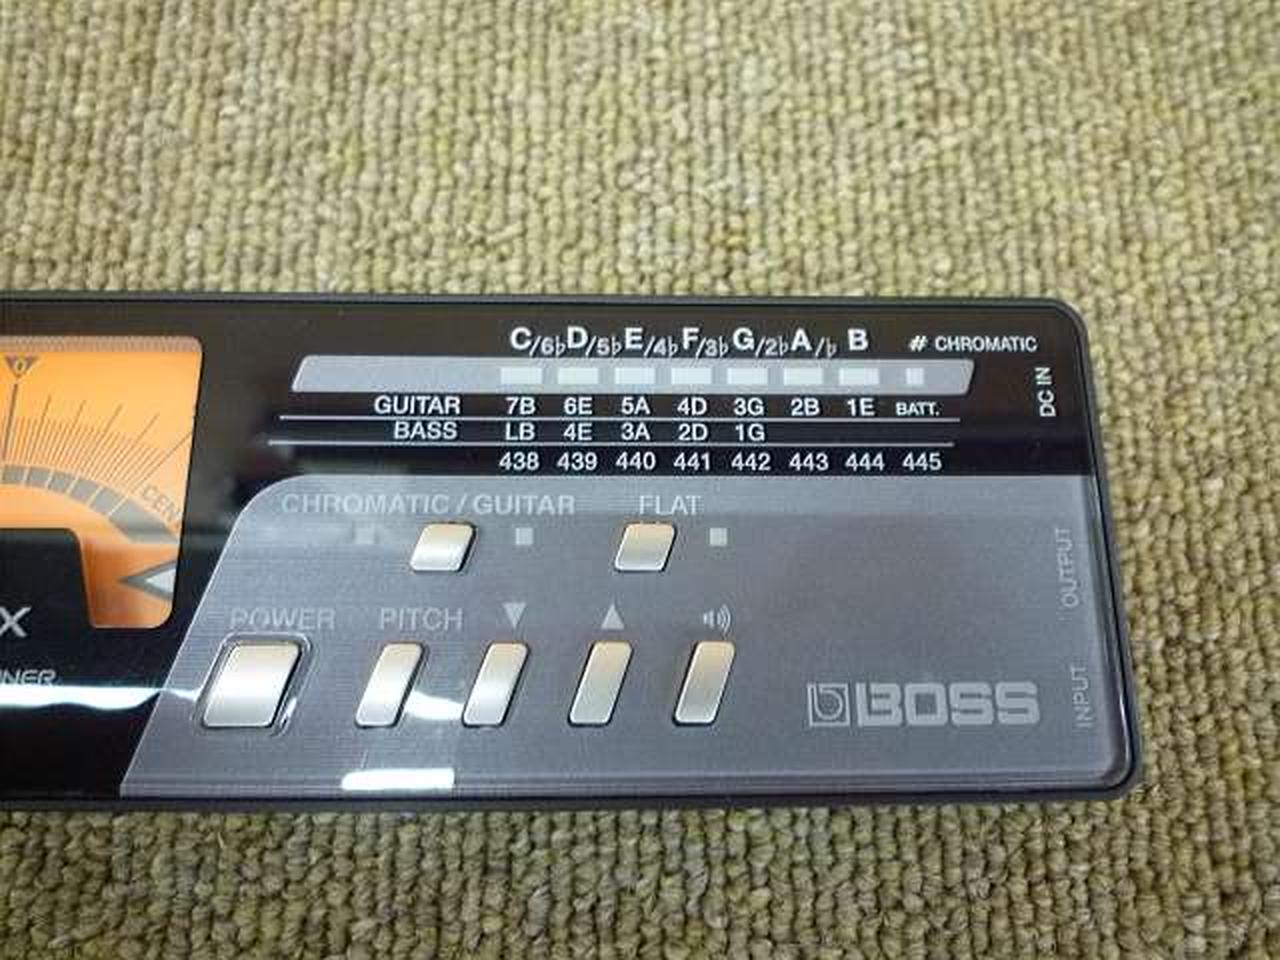 C/6♭ D/5♭ E/4♭ F/3♭ G/2♭ A/♭ B # CHROMATIC
DC IN
GUITAR 7B 6E 5A 4D 3G 2B 1E BATT.
BASS LB 4E 3A 2D 1G
438 439 440 441 442 443 444 445
0
CHROMATIC / GUITAR FLAT
OUTPUT
X
POWER PITCH ▼ ▲
INPUT
BOSS